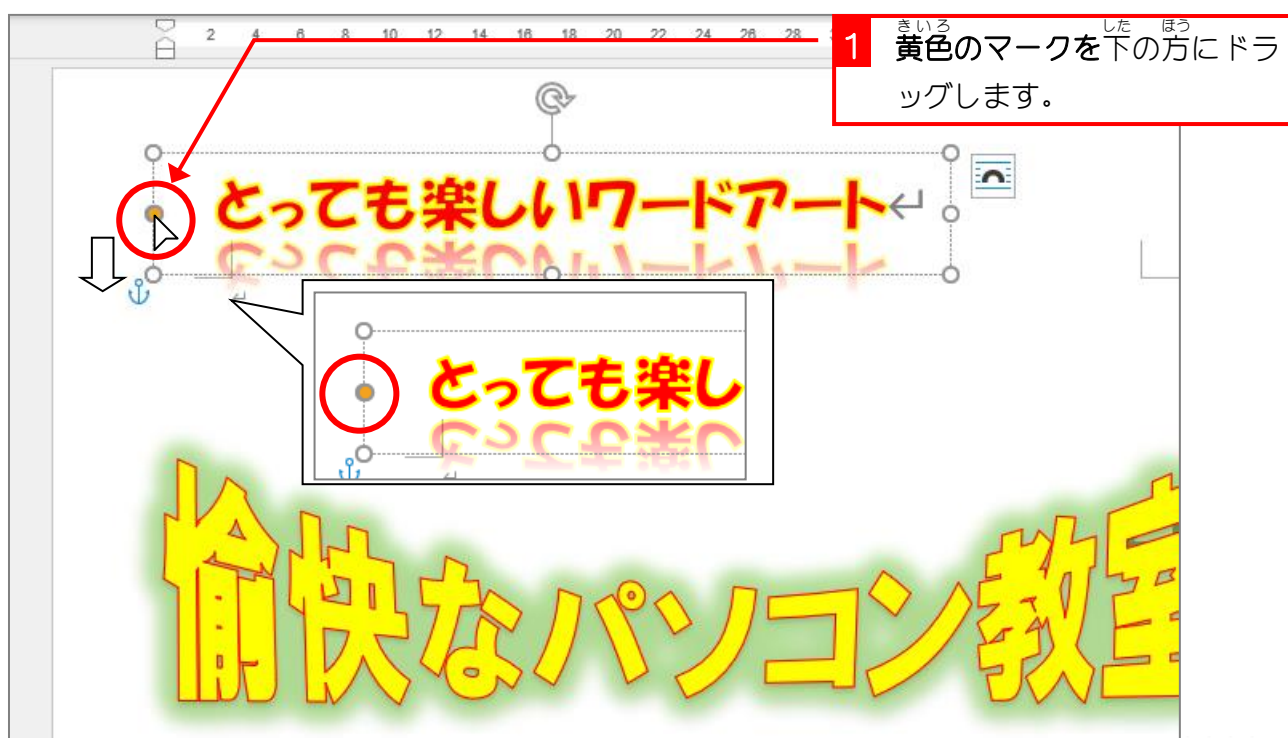 2 4 6 8 10 12 14 16 18 20 22 24 26 28
1
きいろ した ほう
黄色のマークを下の方にドラ
ッグします。
とっても楽しいワードアート
とっても楽し
愉快なパソコン教室